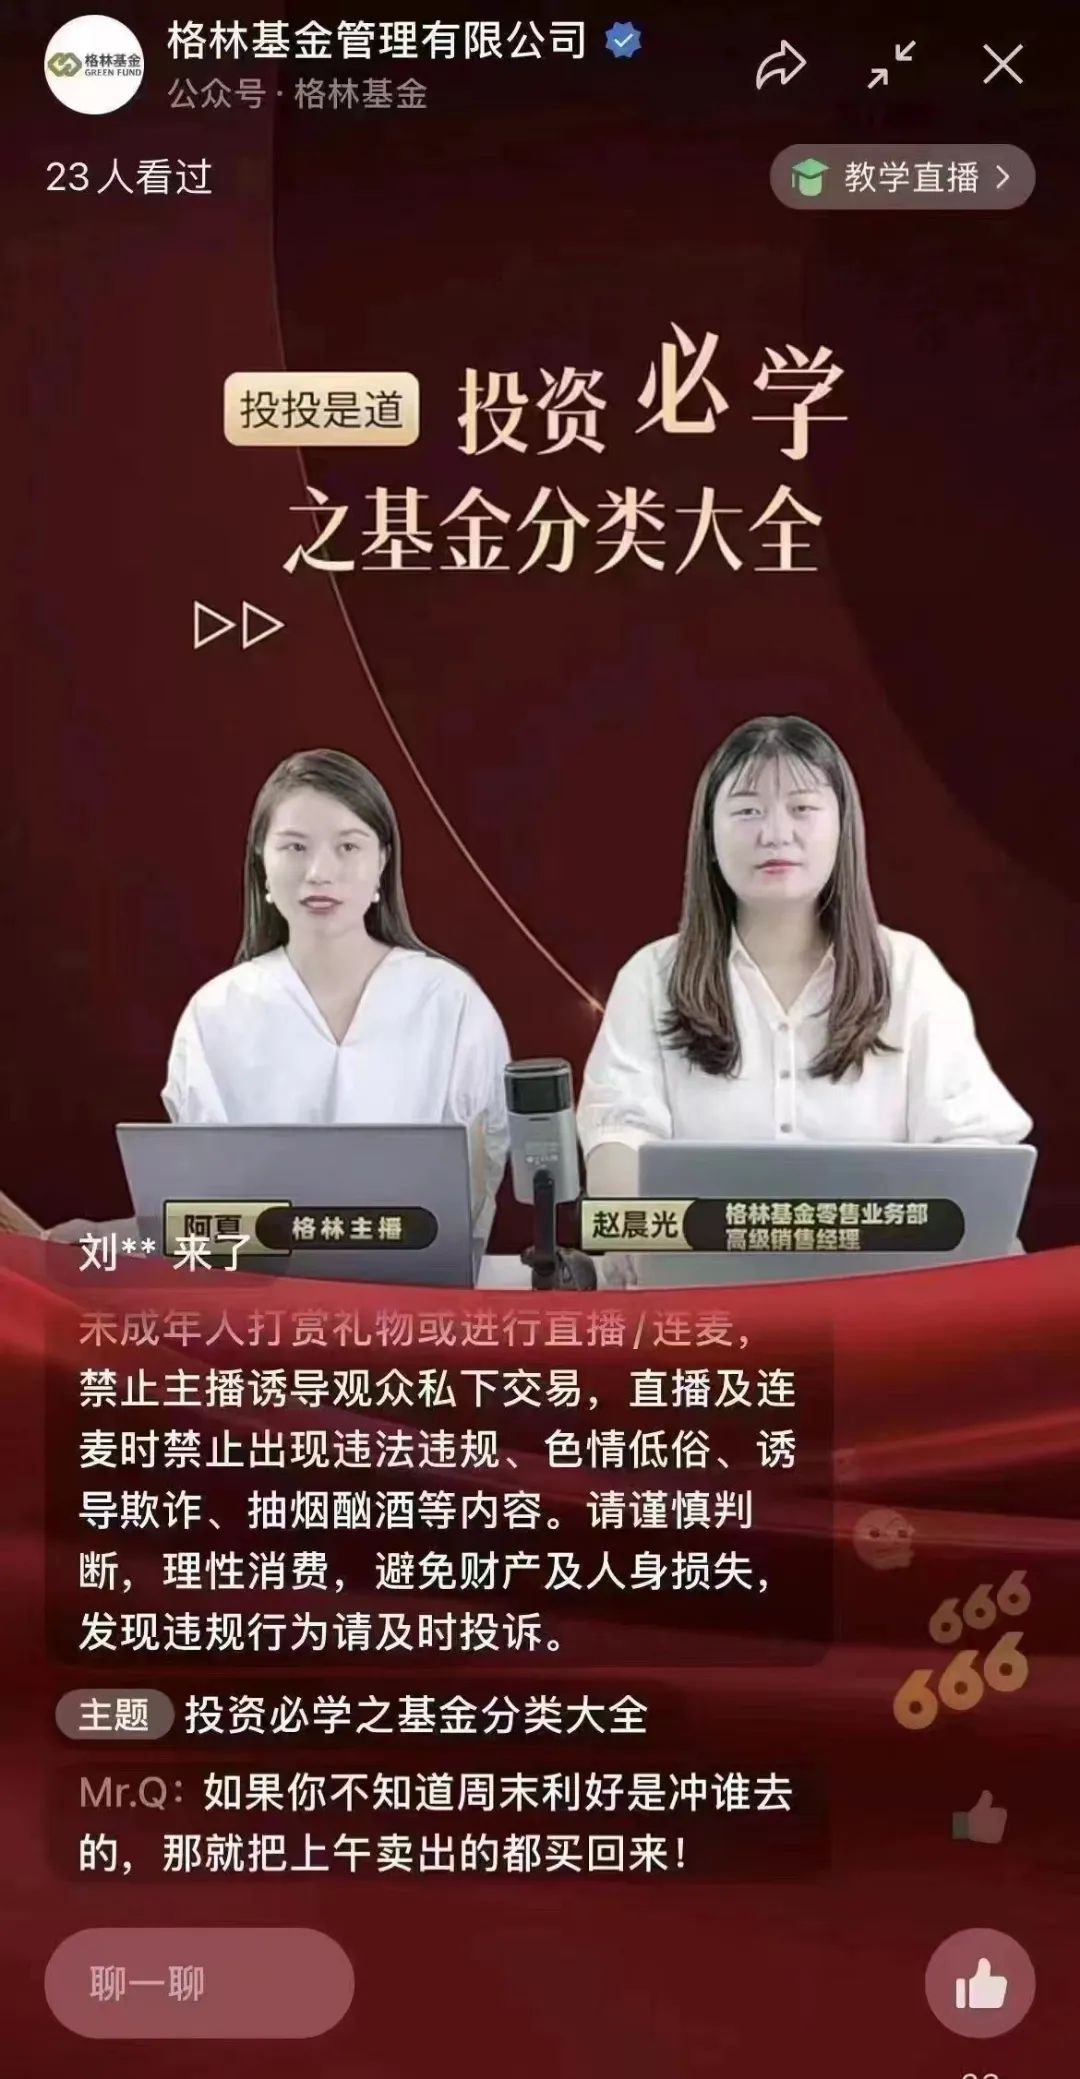 格林基金
GREEN FUND
格林基金管理有限公司
公众号·格林基金
23人看过
教学直播
投投是道
投资必学
之基金分类大全
阿夏 格林主播
赵晨光 格林基金零售业务部
高级销售经理
刘** 来了
未成年人打赏礼物或进行直播/连麦，
禁止主播诱导观众私下交易，直播及连
麦时禁止出现违法违规、色情低俗、诱
导欺诈、抽烟酗酒等内容。请谨慎判
断，理性消费，避免财产及人身损失，
发现违规行为请及时投诉。
666
666
主题 投资必学之基金分类大全
Mr.Q：如果你不知道周末利好是冲谁去
的，那就把上午卖出的都买回来！
聊一聊